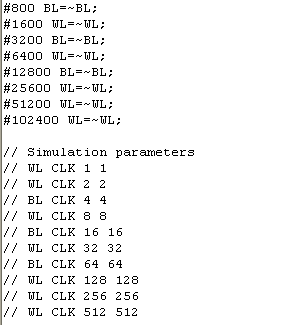 #800 BL=~BL;
#1600 WL=~WL;
#3200 BL=~BL;
#6400 WL=~WL;
#12800 BL=~BL;
#25600 WL=~WL;
#51200 WL=~WL;
#102400 WL=~WL;
// Simulation parameters
// WL CLK 1 1
// WL CLK 2 2
// BL CLK 4 4
// WL CLK 8 8
// BL CLK 16 16
// WL CLK 32 32
// BL CLK 64 64
// WL CLK 128 128
// WL CLK 256 256
// WL CLK 512 512